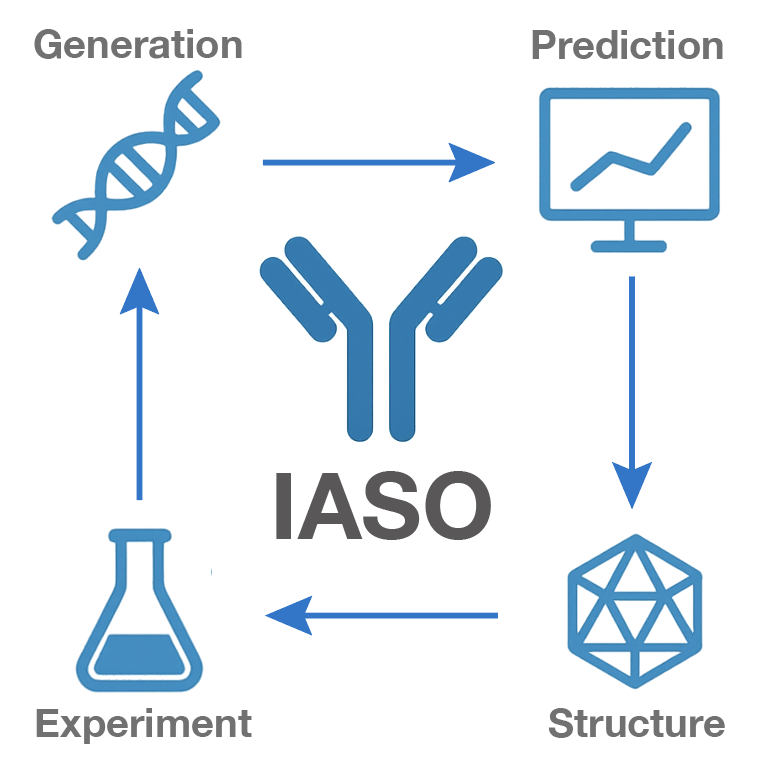 Generation
Prediction
IASO
Experiment
Structure